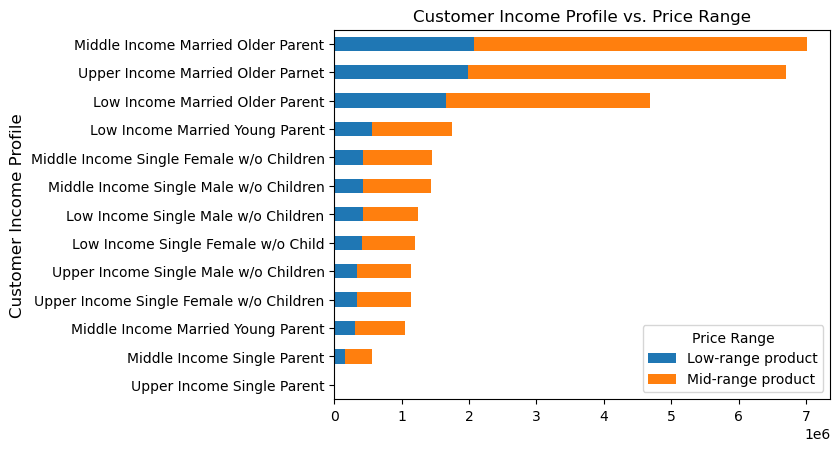 Customer Income Profile vs. Price Range
Customer Income Profile
Middle Income Married Older Parent
Upper Income Married Older Parnet
Low Income Married Older Parent
Low Income Married Young Parent
Middle Income Single Female w/o Children
Middle Income Single Male w/o Children
Low Income Single Male w/o Children
Low Income Single Female w/o Child
Upper Income Single Male w/o Children
Upper Income Single Female w/o Children
Middle Income Married Young Parent
Middle Income Single Parent
Upper Income Single Parent
Price Range
Low-range product
Mid-range product
0 1 2 3 4 5 6 7
1e6